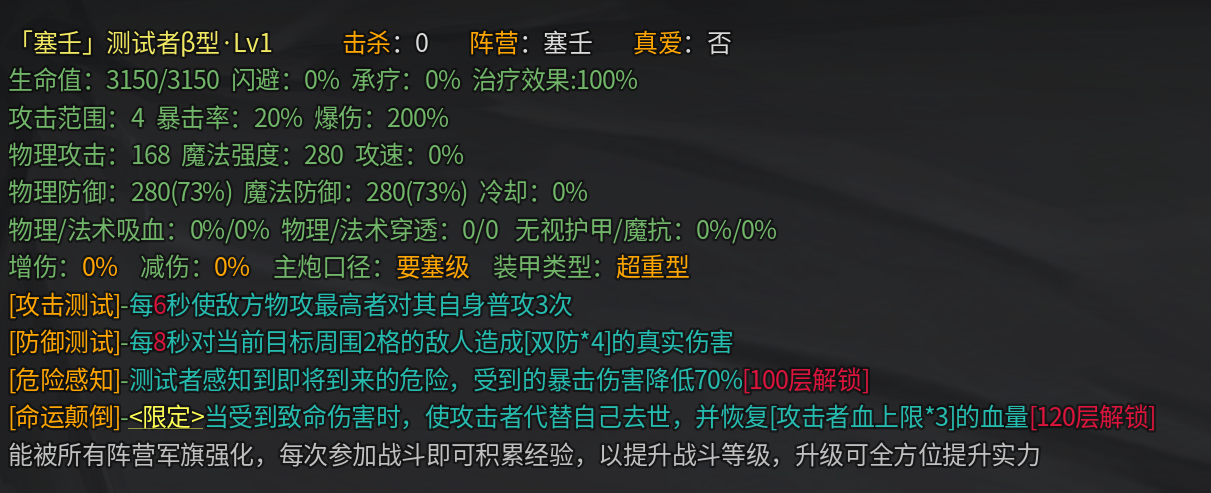 「塞壬」测试者β型·Lv1 击杀：0 阵营：塞壬 真爱：否
生命值：3150/3150 闪避：0% 承疗：0% 治疗效果:100%
攻击范围：4 暴击率：20% 爆伤：200%
物理攻击：168 魔法强度：280 攻速：0%
物理防御：280(73%) 魔法防御：280(73%) 冷却：0%
物理/法术吸血：0%/0% 物理/法术穿透：0/0 无视护甲/魔抗：0%/0%
增伤：0% 减伤：0% 主炮口径：要塞级 装甲类型：超重型
[攻击测试]-每6秒使敌方物攻最高者对其自身普攻3次
[防御测试]-每8秒对当前目标周围2格的敌人造成[双防*4]的真实伤害
[危险感知]-测试者感知到即将到来的危险，受到的暴击伤害降低70%[100层解锁]
[命运颠倒]-<限定>当受到致命伤害时，使攻击者代替自己去世，并恢复[攻击者血上限*3]的血量[120层解锁]
能被所有阵营军旗强化，每次参加战斗即可积累经验，以提升战斗等级，升级可全方位提升实力